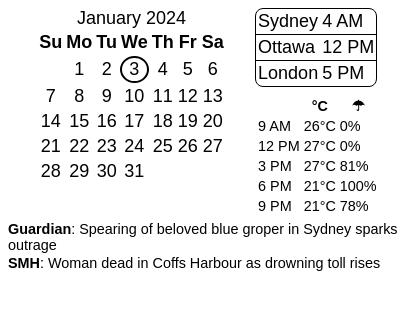 January 2024
Su Mo Tu We Th Fr Sa
1 2 3 4 5 6
7 8 9 10 11 12 13
14 15 16 17 18 19 20
21 22 23 24 25 26 27
28 29 30 31
Sydney 4 AM
Ottawa 12 PM
London 5 PM
°C ☂
9 AM 26°C 0%
12 PM 27°C 0%
3 PM 27°C 81%
6 PM 21°C 100%
9 PM 21°C 78%
Guardian: Spearing of beloved blue groper in Sydney sparks
outrage
SMH: Woman dead in Coffs Harbour as drowning toll rises